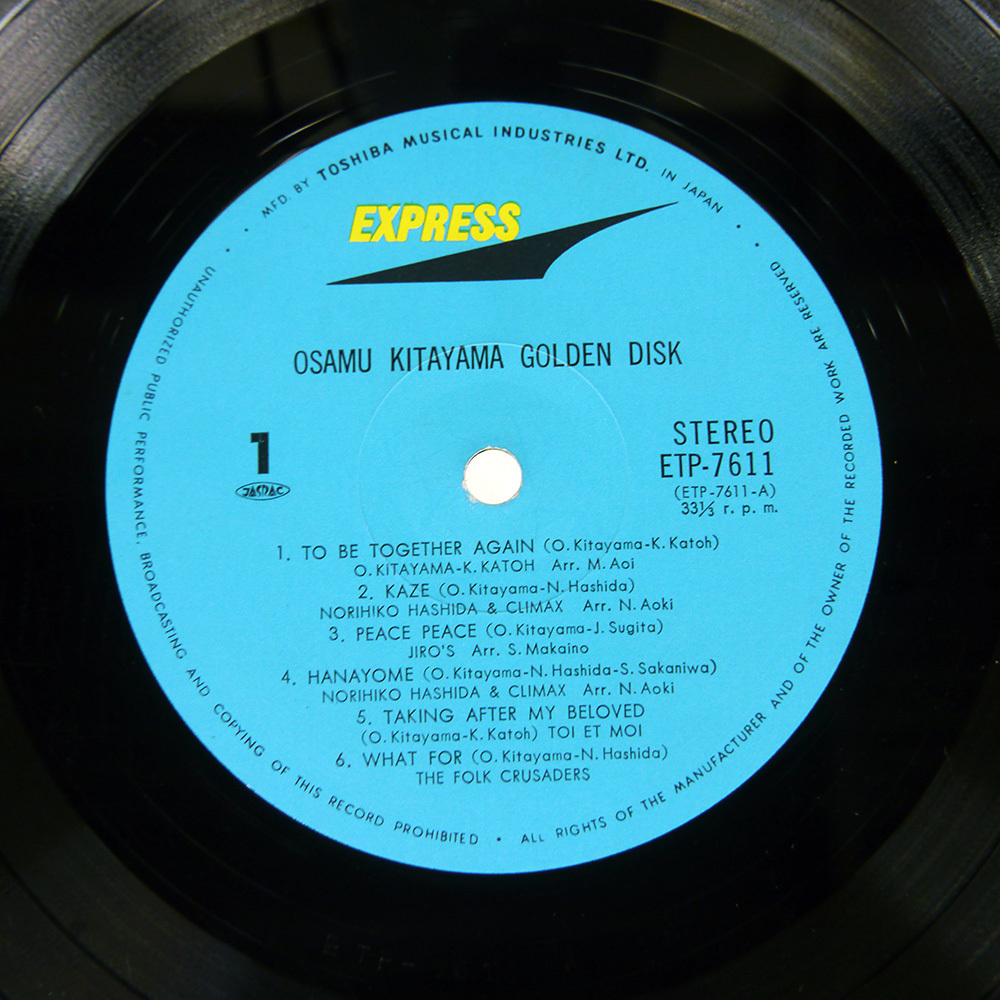 MFD. BY TOSHIBA MUSICAL INDUSTRIES LTD. IN JAPAN
EXPRESS
OSAMU KITAYAMA GOLDEN DISK
1
JASRAC
STEREO
ETP-7611
(ETP-7611-A)
33⅓ r. p. m.
1. TO BE TOGETHER AGAIN (O. Kitayama-K. Katoh)
O. KITAYAMA-K. KATOH Arr. M. Aoi
2. KAZE (O. Kitayama-N. Hashida)
NORIHIKO HASHIDA & CLIMAX Arr. N. Aoki
3. PEACE PEACE (O. Kitayama-J. Sugita)
JIRO'S Arr. S. Makaino
4. HANAYOME (O. Kitayama-N. Hashida-S. Sakaniwa)
NORIHIKO HASHIDA & CLIMAX Arr. N. Aoki
5. TAKING AFTER MY BELOVED
(O. Kitayama-K. Katoh) TOI ET MOI
6. WHAT FOR (O. Kitayama-N. Hashida)
THE FOLK CRUSADERS
UNAUTHORIZED PUBLIC PERFORMANCE, BROADCASTING AND COPYING OF THIS RECORD PROHIBITED • ALL RIGHTS OF THE MANUFACTURER AND OF THE OWNER OF THE RECORDED WORK ARE RESERVED